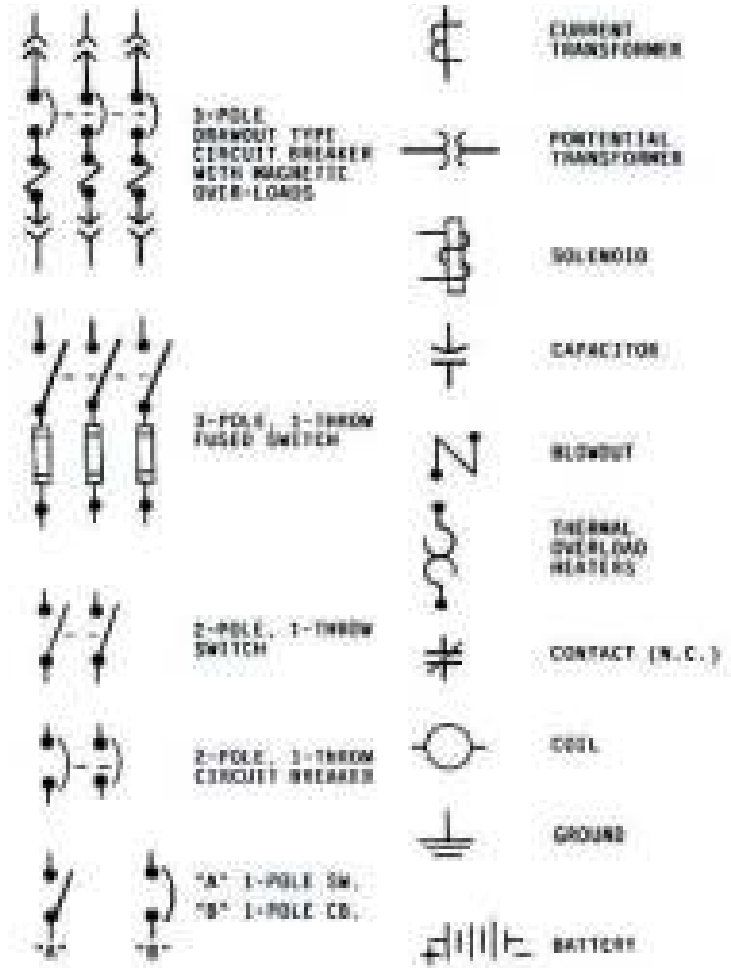 3-POLE
DRAWOUT TYPE
CIRCUIT BREAKER
WITH MAGNETIC
OVER-LOADS
3-POLE, 1-THROW
FUSED SWITCH
2-POLE, 1-THROW
SWITCH
2-POLE, 1-THROW
CIRCUIT BREAKER
"A" 1-POLE SW.
"B" 1-POLE CB.
"A"
"B"
CURRENT
TRANSFORMER
PORTENTIAL
TRANSFORMER
SOLENOID
CAPACITOR
BLOWOUT
THERMAL
OVERLOAD
HEATERS
CONTACT (N.C.)
COIL
GROUND
BATTERY